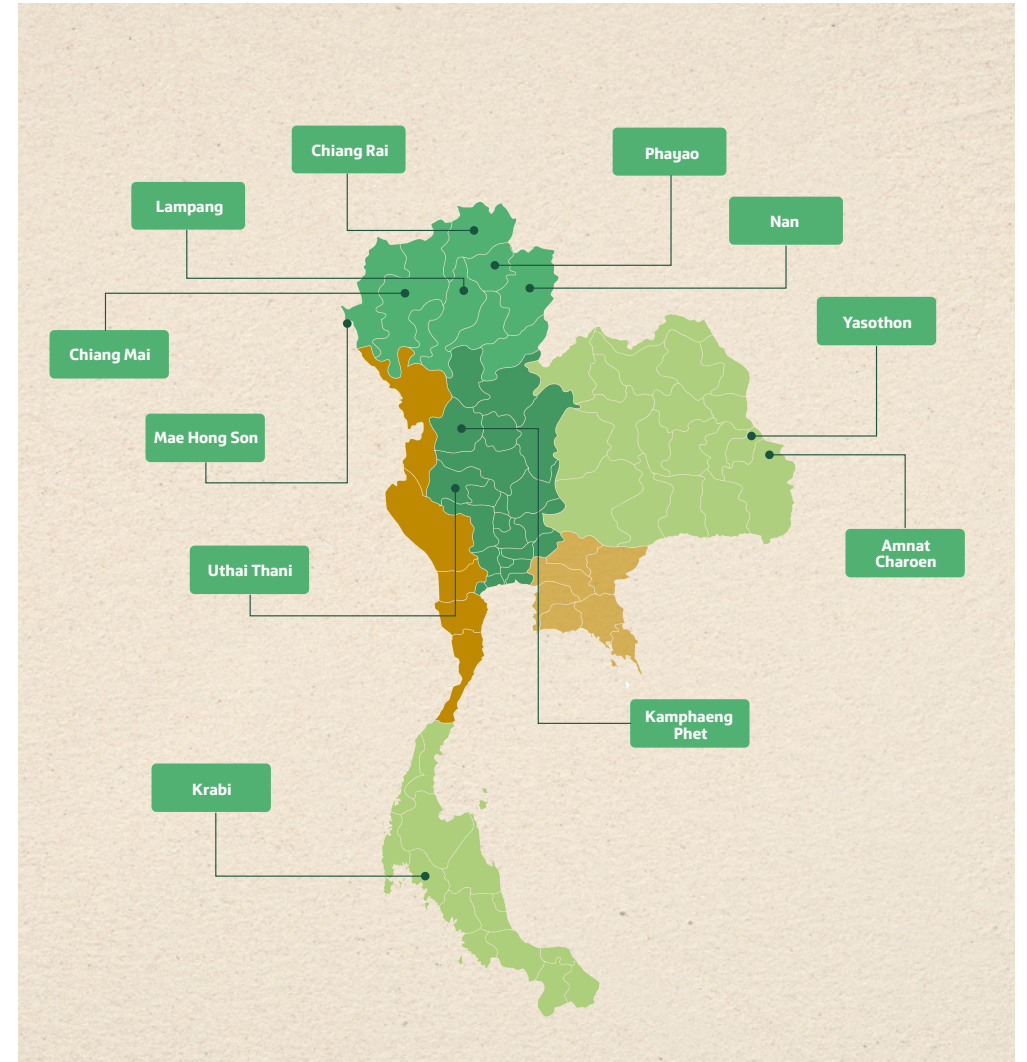 Chiang Rai
Phayao
Lampang
Nan
Yasothon
Chiang Mai
Mae Hong Son
Amnat
Charoen
Uthai Thani
Kamphaeng
Phet
Krabi